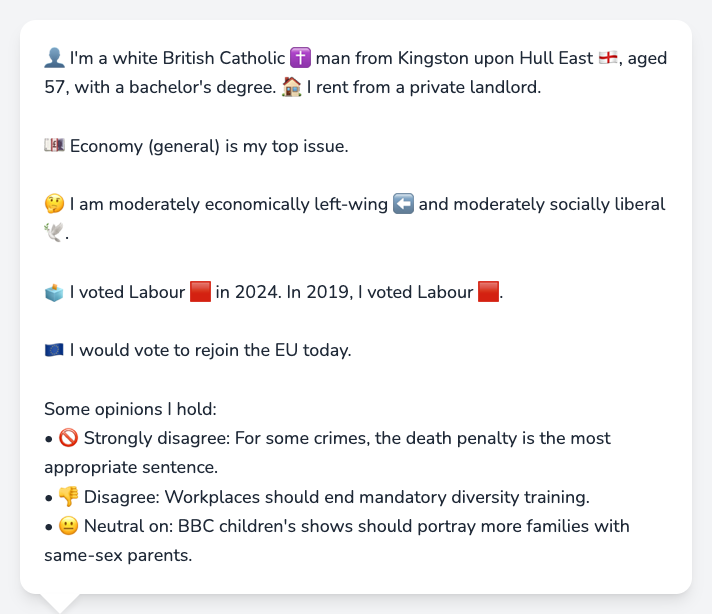 👤 I'm a white British Catholic ✝️ man from Kingston upon Hull East 🏴󠁧󠁢󠁥󠁮󠁧󠁿, aged
57, with a bachelor's degree. 🏠 I rent from a private landlord.
💷 Economy (general) is my top issue.
🤔 I am moderately economically left-wing ⬅️ and moderately socially liberal
🕊️.
🗳️ I voted Labour 🟥 in 2024. In 2019, I voted Labour 🟥.
🇪🇺 I would vote to rejoin the EU today.
Some opinions I hold:
• 🚫 Strongly disagree: For some crimes, the death penalty is the most
appropriate sentence.
• 👎 Disagree: Workplaces should end mandatory diversity training.
• 😐 Neutral on: BBC children's shows should portray more families with
same-sex parents.